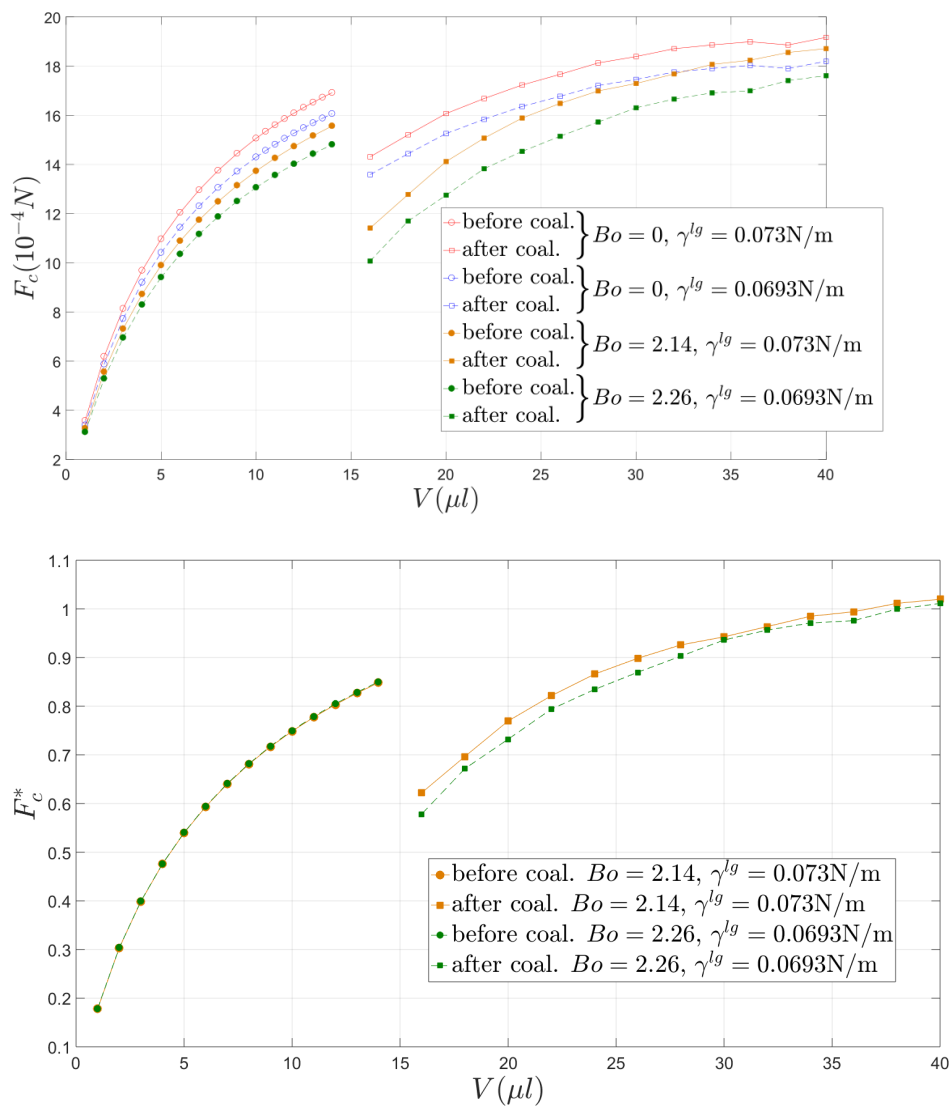 20
18
16
14
12
10
8
6
4
2
F_c(10^{-4}N)
before coal.
after coal.
Bo = 0, γ^{lg} = 0.073N/m
before coal.
after coal.
Bo = 0, γ^{lg} = 0.0693N/m
before coal.
after coal.
Bo = 2.14, γ^{lg} = 0.073N/m
before coal.
after coal.
Bo = 2.26, γ^{lg} = 0.0693N/m
0 5 10 15 20 25 30 35 40
V(μl)
1.1
1
0.9
0.8
0.7
0.6
0.5
0.4
0.3
0.2
0.1
F_c^*
before coal. Bo = 2.14, γ^{lg} = 0.073N/m
after coal. Bo = 2.14, γ^{lg} = 0.073N/m
before coal. Bo = 2.26, γ^{lg} = 0.0693N/m
after coal. Bo = 2.26, γ^{lg} = 0.0693N/m
0 5 10 15 20 25 30 35 40
V(μl)